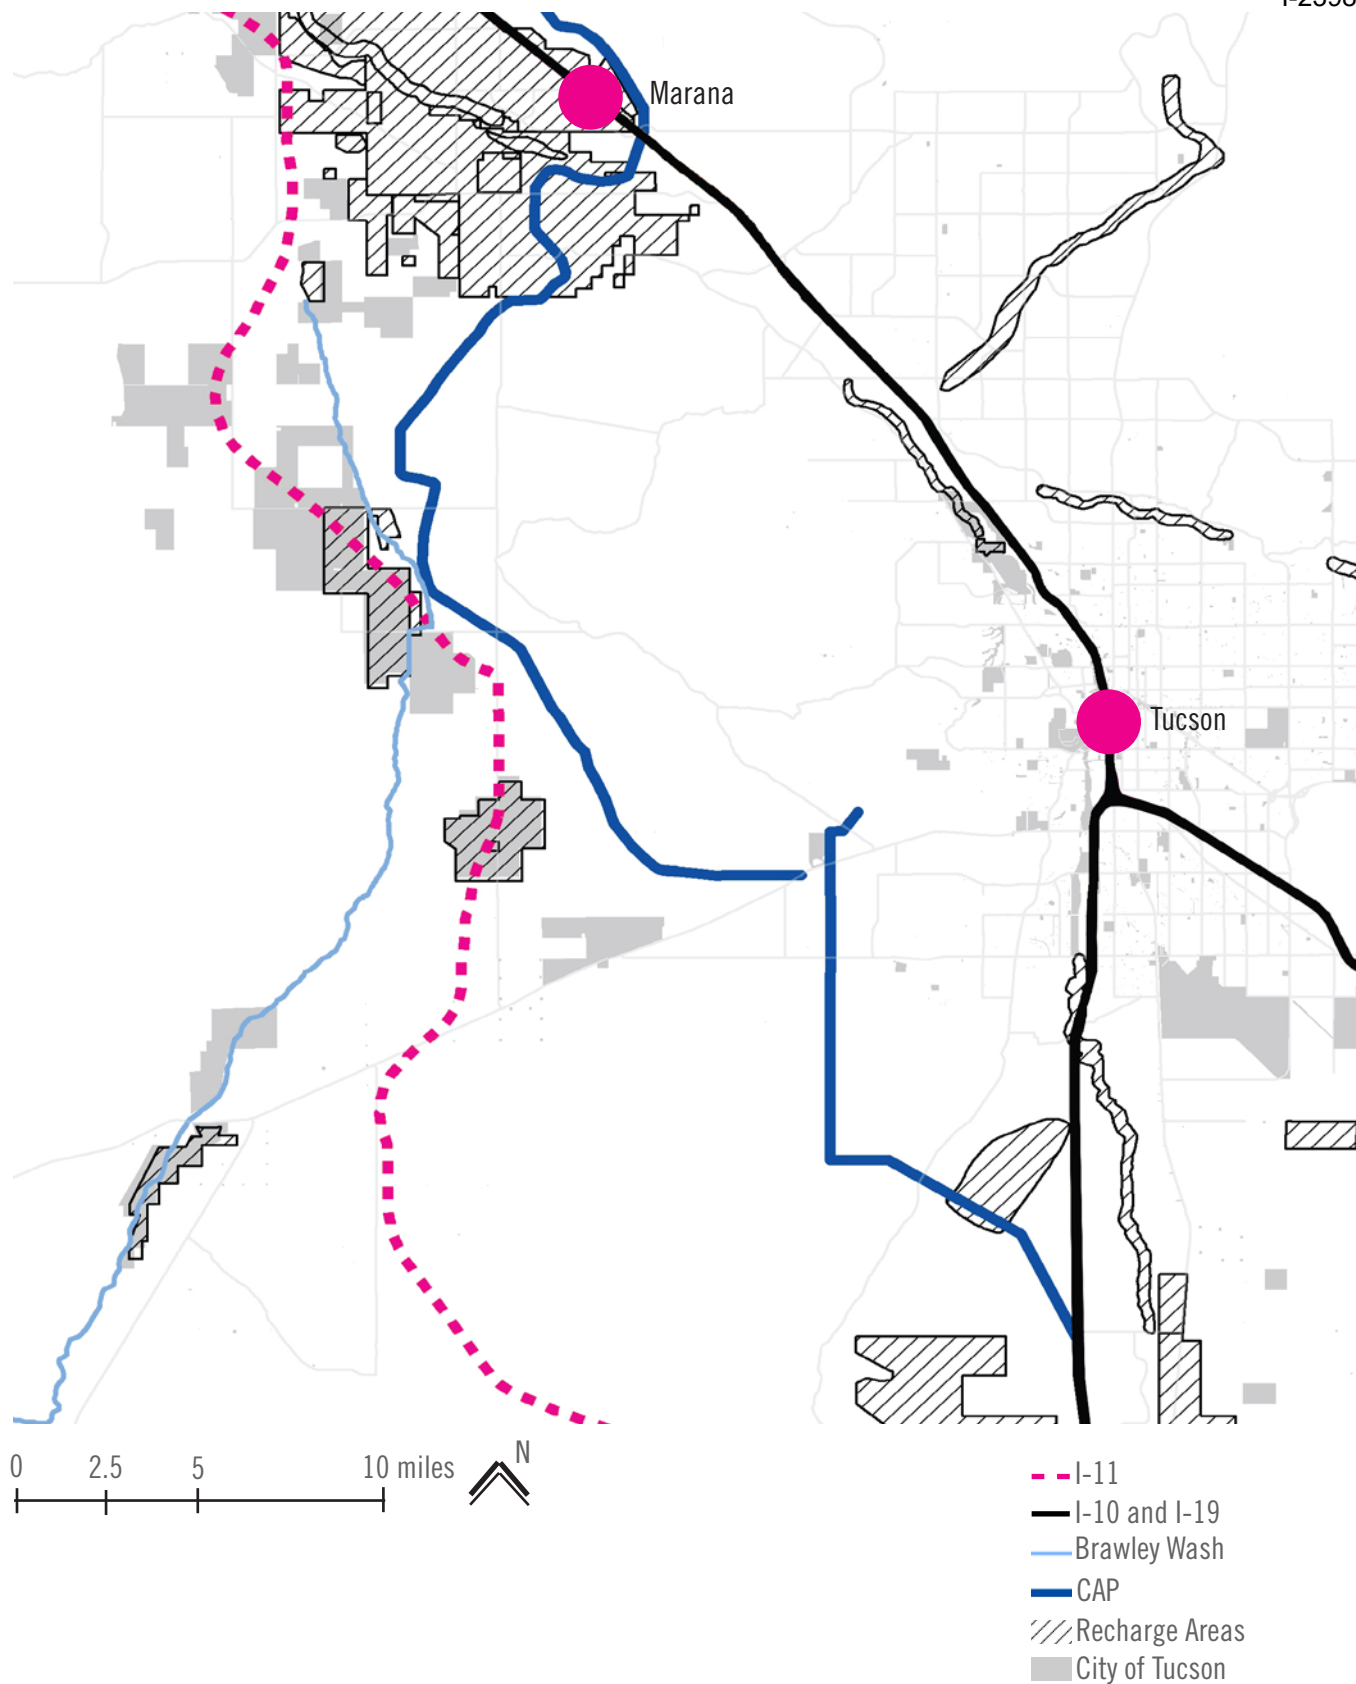 Marana
Tucson
0 2.5 5 10 miles N
I-11
I-10 and I-19
Brawley Wash
CAP
Recharge Areas
City of Tucson